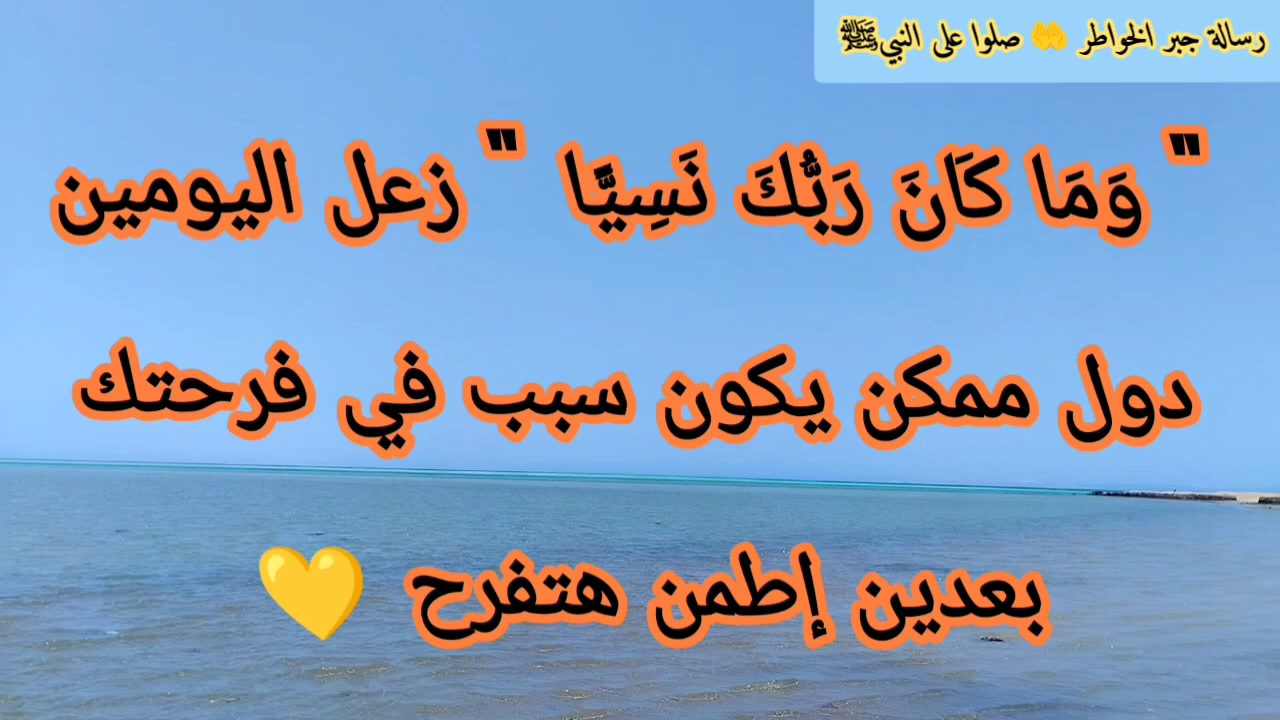 رسالة جبر الخواطر 🤲 صلوا على النبيﷺ
" وَمَا كَانَ رَبُّكَ نَسِيًّا " زعل اليومين
دول ممكن يكون سبب في فرحتك
بعدين إطمن هتفرح 💛